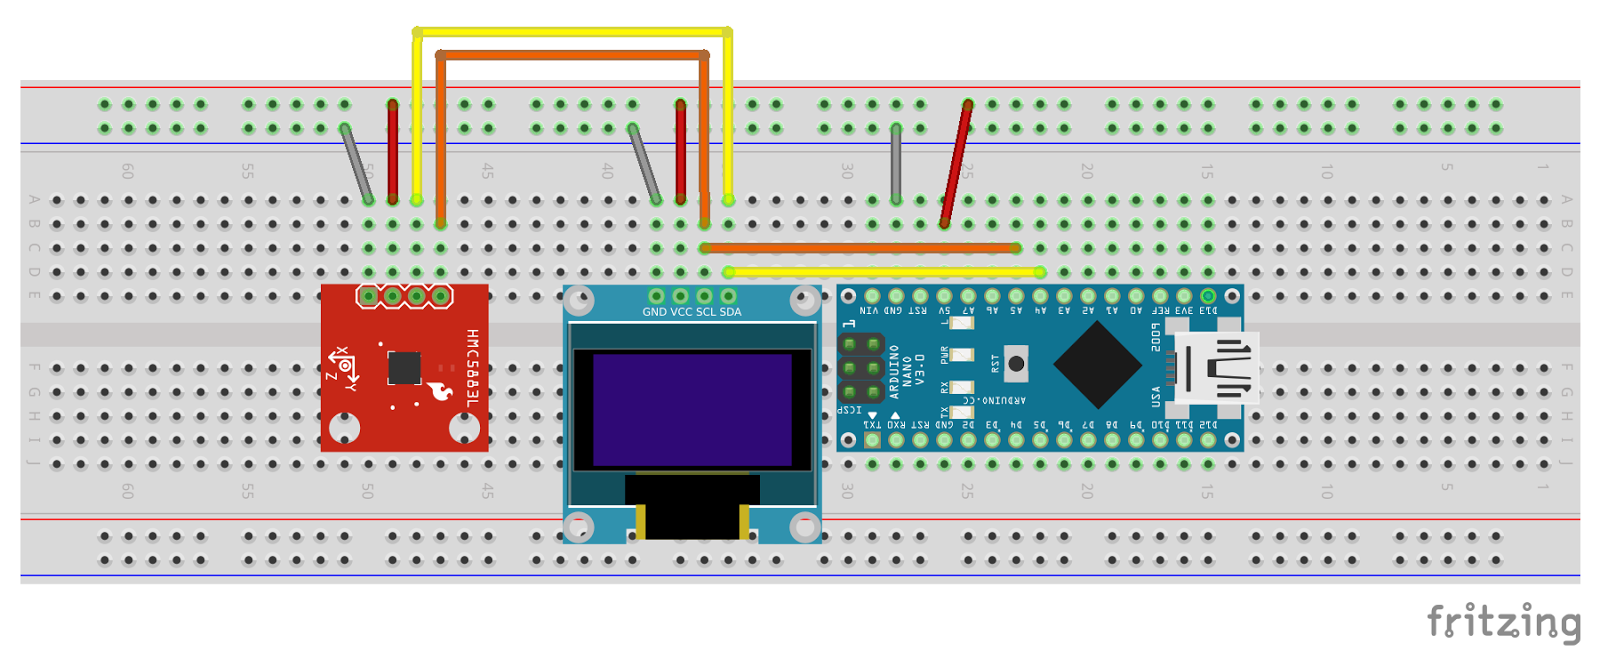 60 55 50 45 40 30 25 20 15 10 5 1
A A
B B
C C
D D
E E
GND VCC SCL SDA
VIN GND RST 5V A7 A6 A5 A4 A3 A2 A1 A0 REF 3V3 D13
L
PWR
RX
TX
RST
ARDUINO
NANO
V3.0
ARDUINO.CC
ICSP
USA
2009
1
HMC5883L
X
Y
Z
TX1 RX0 RST GND D2 D3 D4 D5 D6 D7 D8 D9 D10 D11 D12
F F
G G
H H
I I
J J
60 55 50 45 30 25 20 15 10 5 1
fritzing